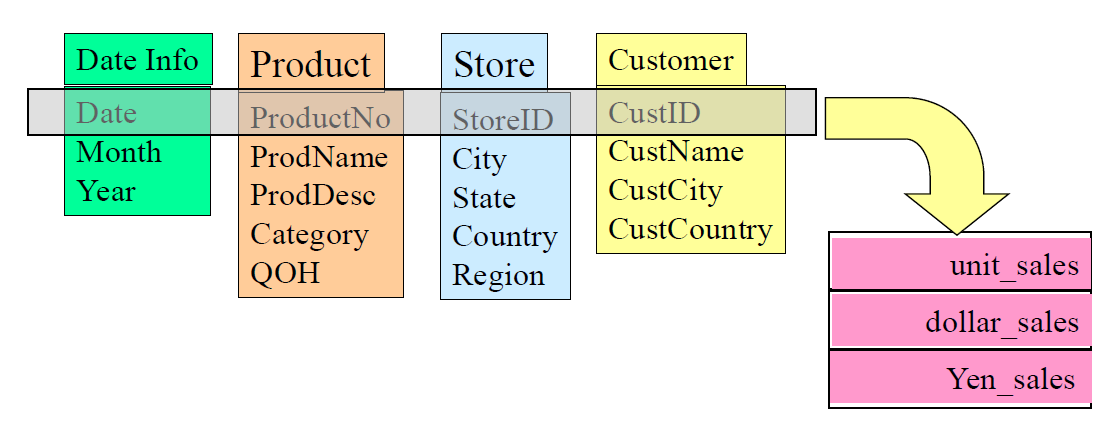 Date Info
Date
Month
Year
Product
ProductNo
ProdName
ProdDesc
Category
QOH
Store
StoreID
City
State
Country
Region
Customer
CustID
CustName
CustCity
CustCountry
unit_sales
dollar_sales
Yen_sales